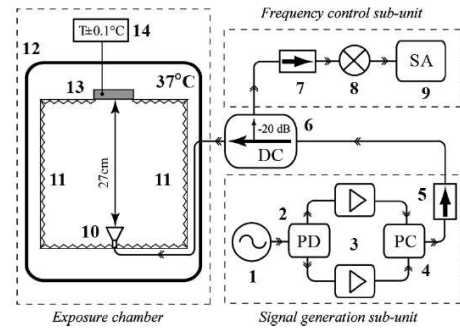 Frequency control sub-unit
T±0.1°C
14
12
13
37°C
SA
7
8
9
-20 dB
6
DC
11
27cm
11
5
10
2
PD
3
PC
1
4
Exposure chamber
Signal generation sub-unit